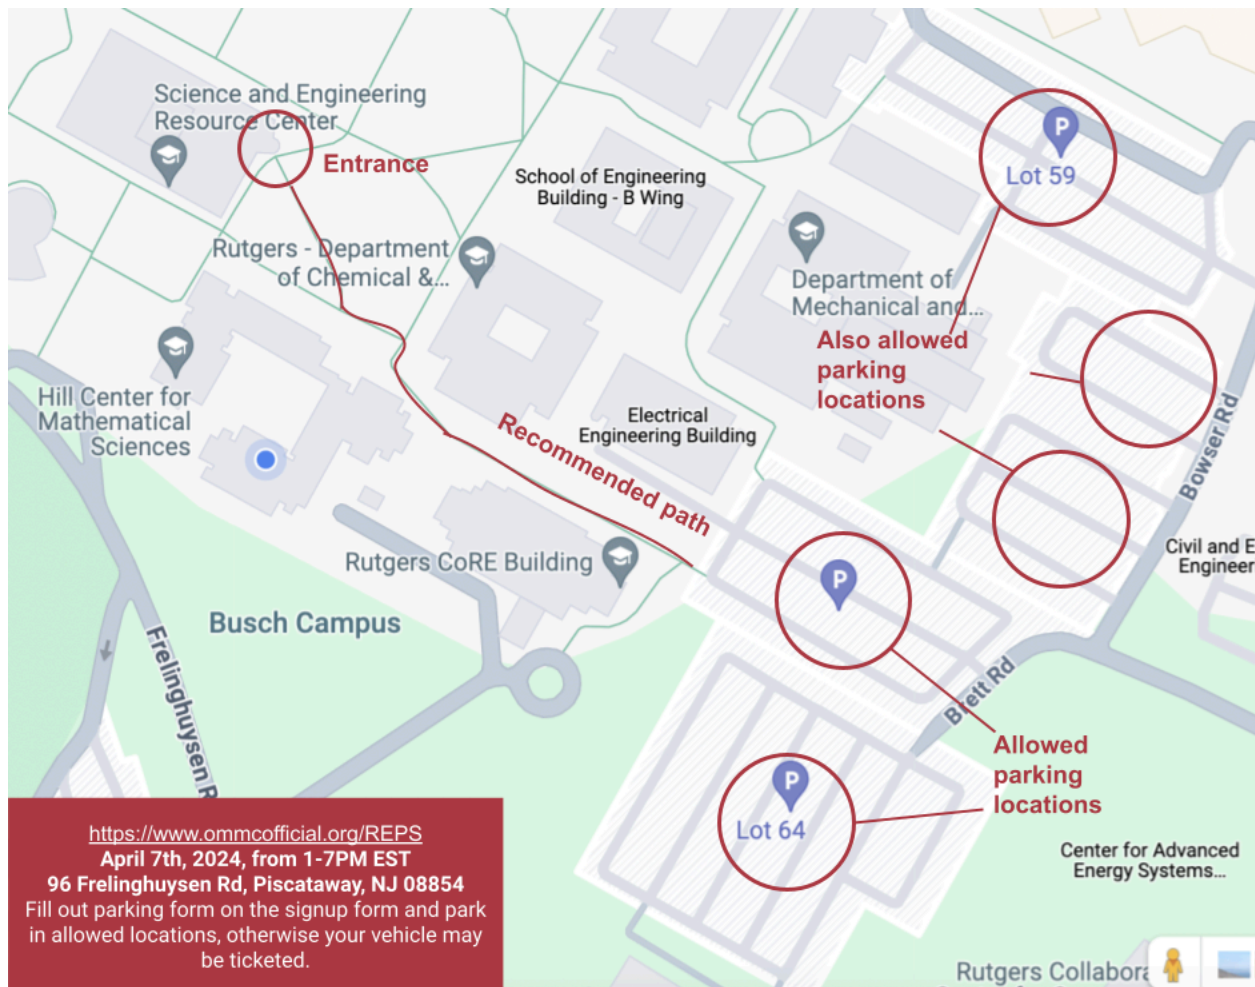 Science and Engineering
Resource Center
Entrance
School of Engineering
Building - B Wing
P
Lot 59
Rutgers - Department
of Chemical &...
Department of
Mechanical and...
Also allowed
parking
locations
Hill Center for
Mathematical
Sciences
Electrical
Engineering Building
Recommended path
Bowser Rd
Rutgers CoRE Building
P
Civil and E
Engineer
Busch Campus
Frelinghuysen R
Brett Rd
Allowed
parking
locations
P
Lot 64
Center for Advanced
Energy Systems...
https://www.ommcofficial.org/REPS
April 7th, 2024, from 1-7PM EST
96 Frelinghuysen Rd, Piscataway, NJ 08854
Fill out parking form on the signup form and park
in allowed locations, otherwise your vehicle may
be ticketed.
Rutgers Collabora